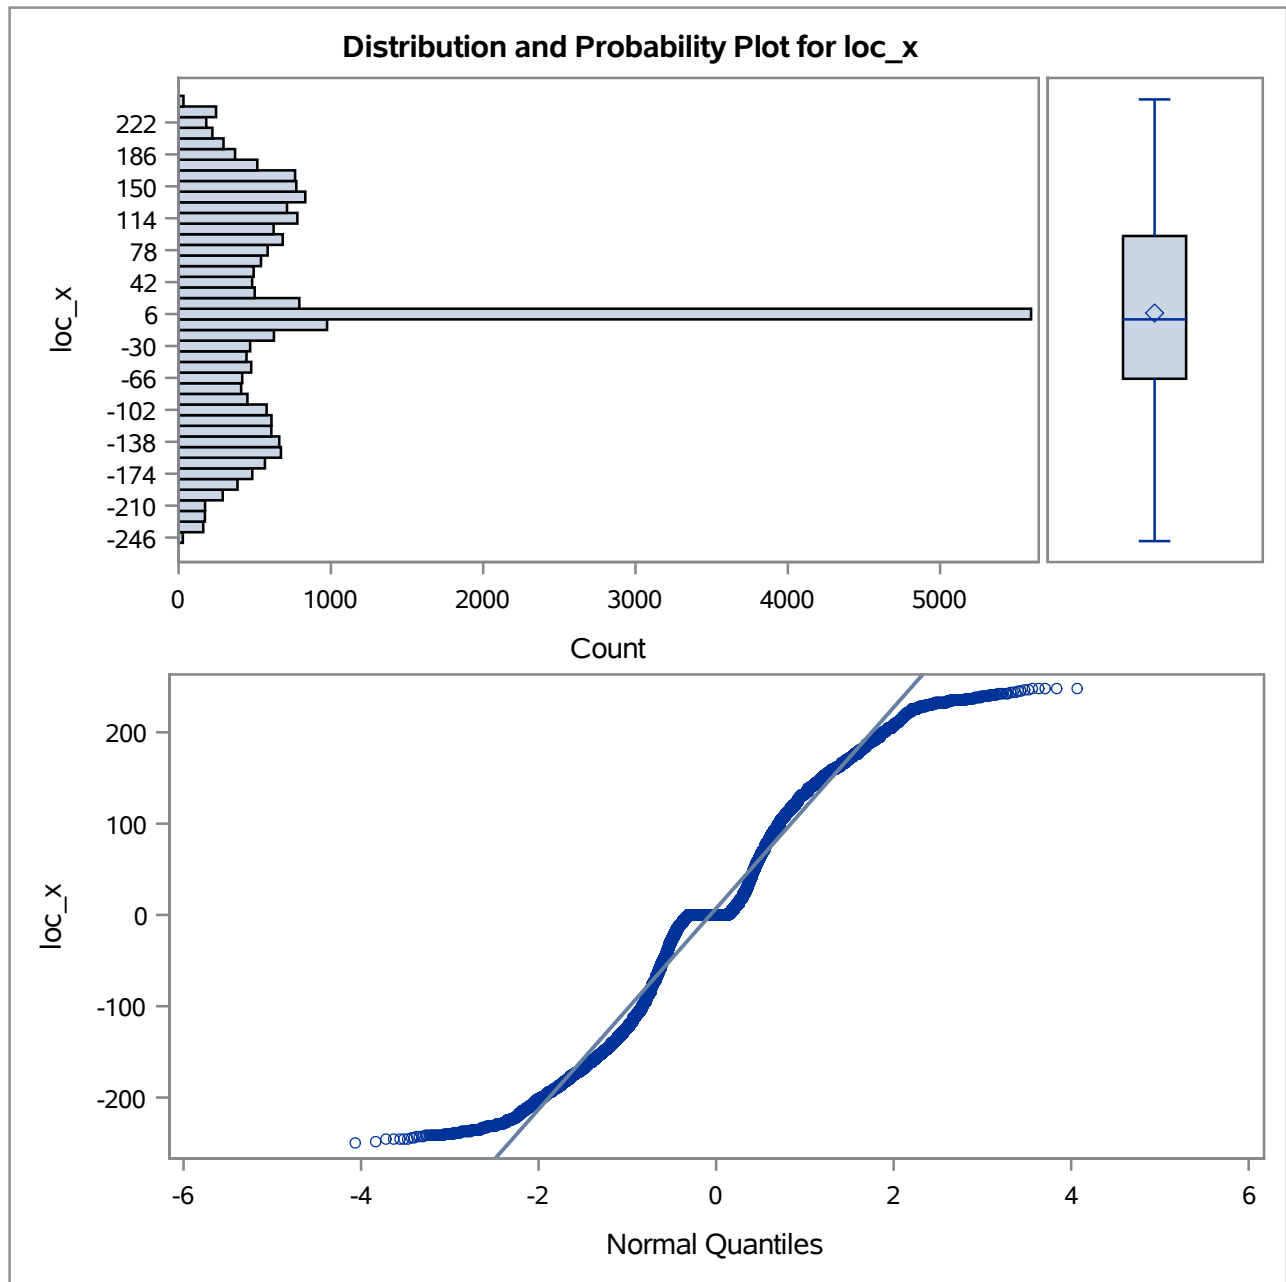 Distribution and Probability Plot for loc_x
222
186
150
114
78
42
6
-30
-66
-102
-138
-174
-210
-246
loc_x
0 1000 2000 3000 4000 5000
Count
200
100
0
-100
-200
loc_x
-6 -4 -2 0 2 4 6
Normal Quantiles